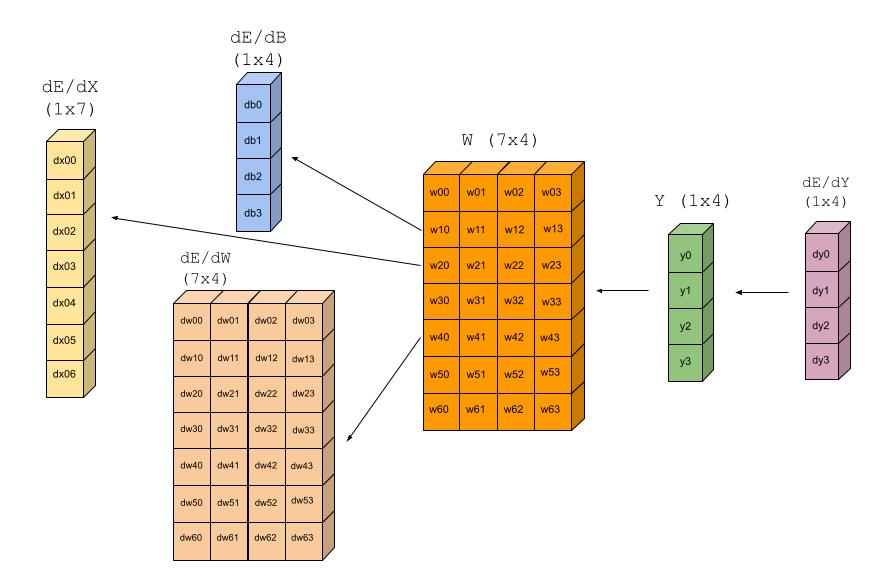 dE/dX
(1x7)
dx00
dx01
dx02
dx03
dx04
dx05
dx06
dE/dB
(1x4)
db0
db1
db2
db3
dE/dW
(7x4)
dw00 dw01 dw02 dw03
dw10 dw11 dw12 dw13
dw20 dw21 dw22 dw23
dw30 dw31 dw32 dw33
dw40 dw41 dw42 dw43
dw50 dw51 dw52 dw53
dw60 dw61 dw62 dw63
W (7x4)
w00 w01 w02 w03
w10 w11 w12 w13
w20 w21 w22 w23
w30 w31 w32 w33
w40 w41 w42 w43
w50 w51 w52 w53
w60 w61 w62 w63
Y (1x4)
y0
y1
y2
y3
dE/dY
(1x4)
dy0
dy1
dy2
dy3